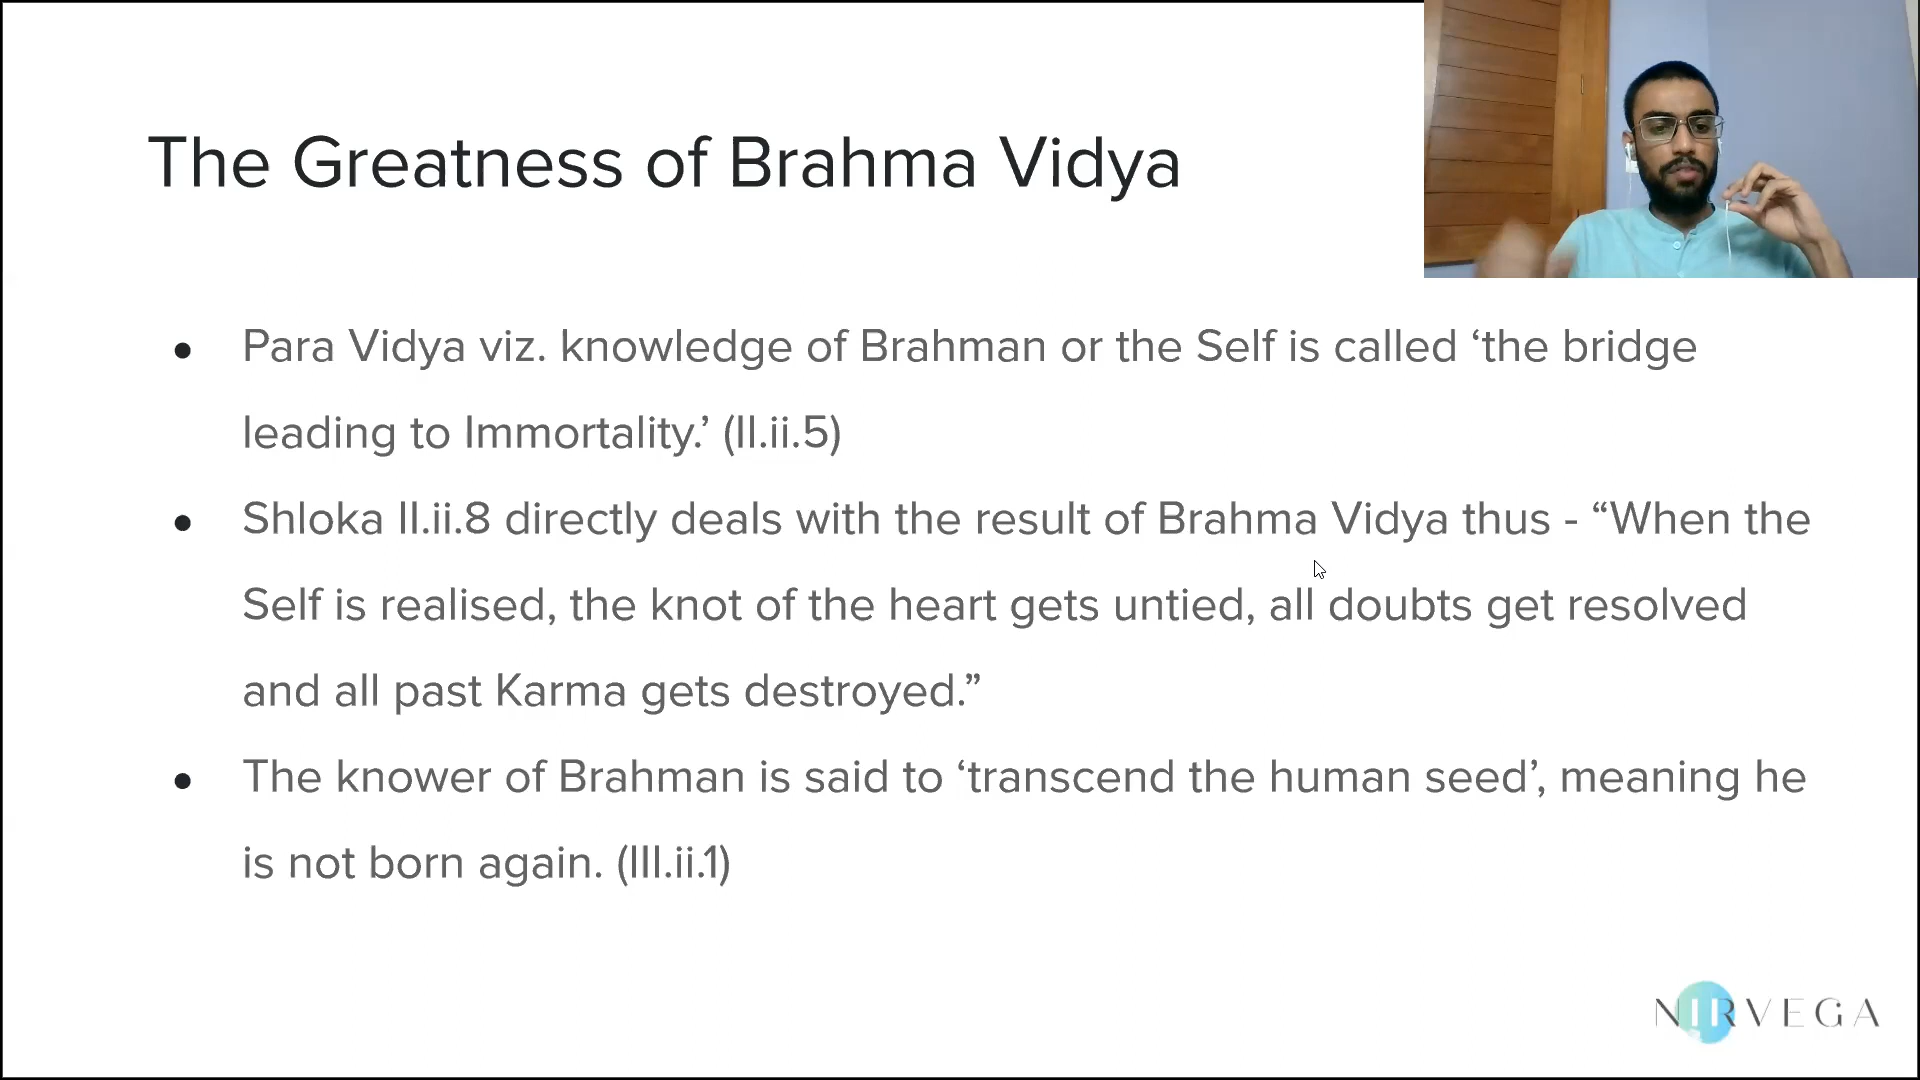 The Greatness of Brahma Vidya
● Para Vidya viz. knowledge of Brahman or the Self is called ‘the bridge
leading to Immortality.’ (II.ii.5)
● Shloka II.ii.8 directly deals with the result of Brahma Vidya thus - “When the
Self is realised, the knot of the heart gets untied, all doubts get resolved
and all past Karma gets destroyed.”
● The knower of Brahman is said to ‘transcend the human seed’, meaning he
is not born again. (III.ii.1)
NIRVEGA